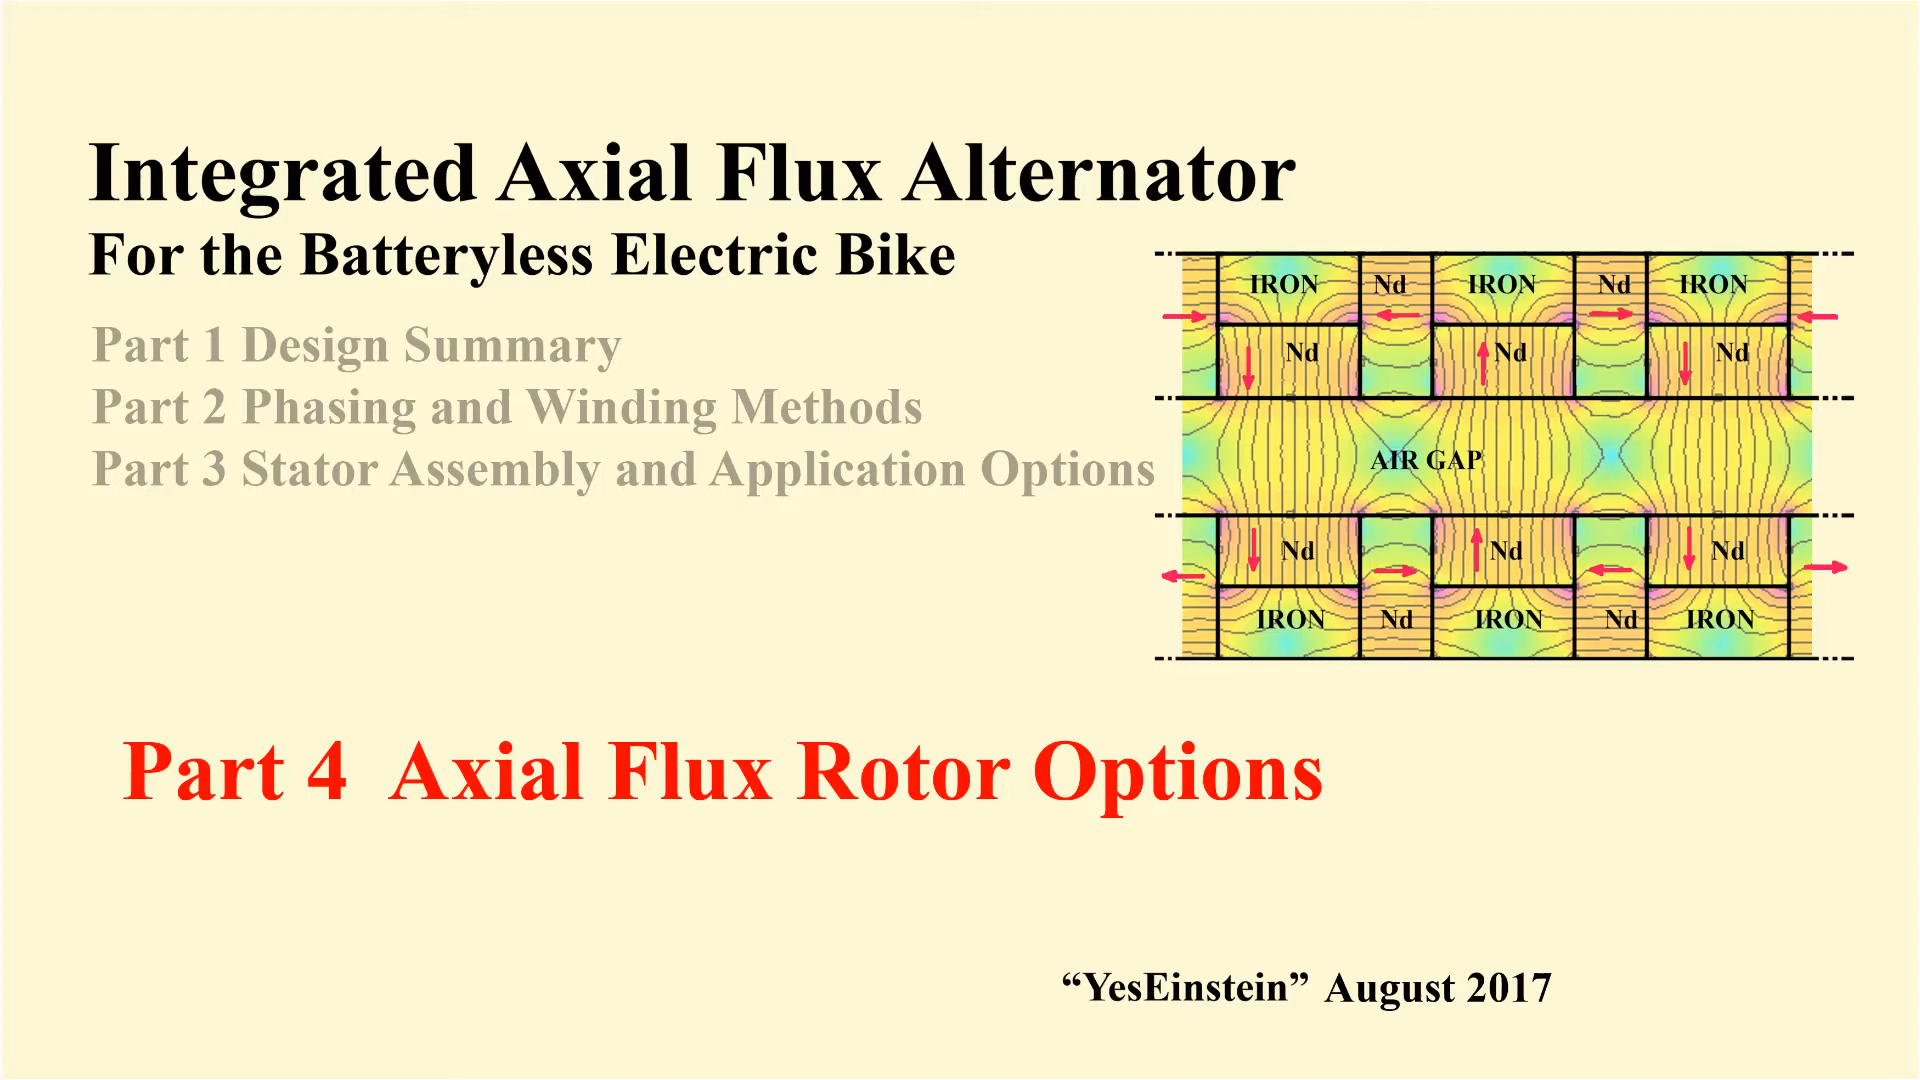 Integrated Axial Flux Alternator
For the Batteryless Electric Bike
Part 1 Design Summary
Part 2 Phasing and Winding Methods
Part 3 Stator Assembly and Application Options
IRON Nd IRON Nd IRON
Nd Nd Nd
AIR GAP
Nd Nd Nd
IRON Nd IRON Nd IRON
Part 4 Axial Flux Rotor Options
“YesEinstein” August 2017